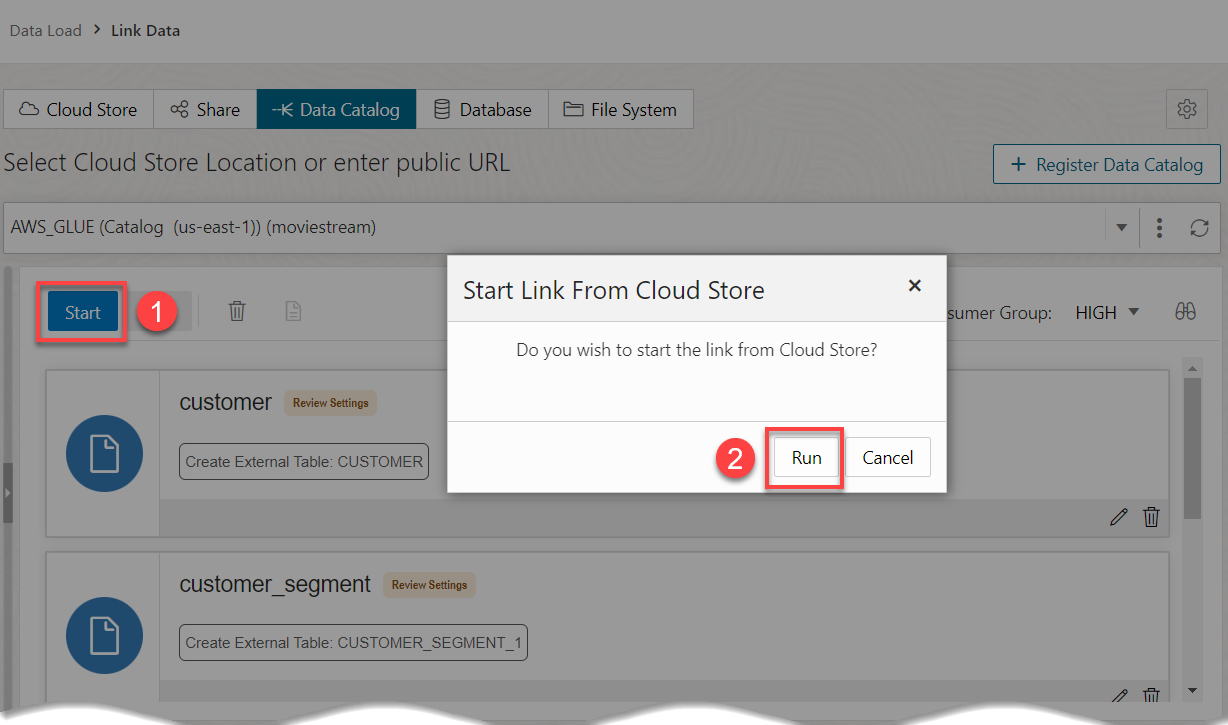 Data Load > Link Data
Cloud Store Share Data Catalog Database File System
Select Cloud Store Location or enter public URL
+ Register Data Catalog
AWS_GLUE (Catalog (us-east-1)) (moviestream)
Start Link From Cloud Store
Start 1
sumer Group: HIGH
Do you wish to start the link from Cloud Store?
customer Review Settings
Create External Table: CUSTOMER
2 Run Cancel
customer_segment Review Settings
Create External Table: CUSTOMER_SEGMENT_1